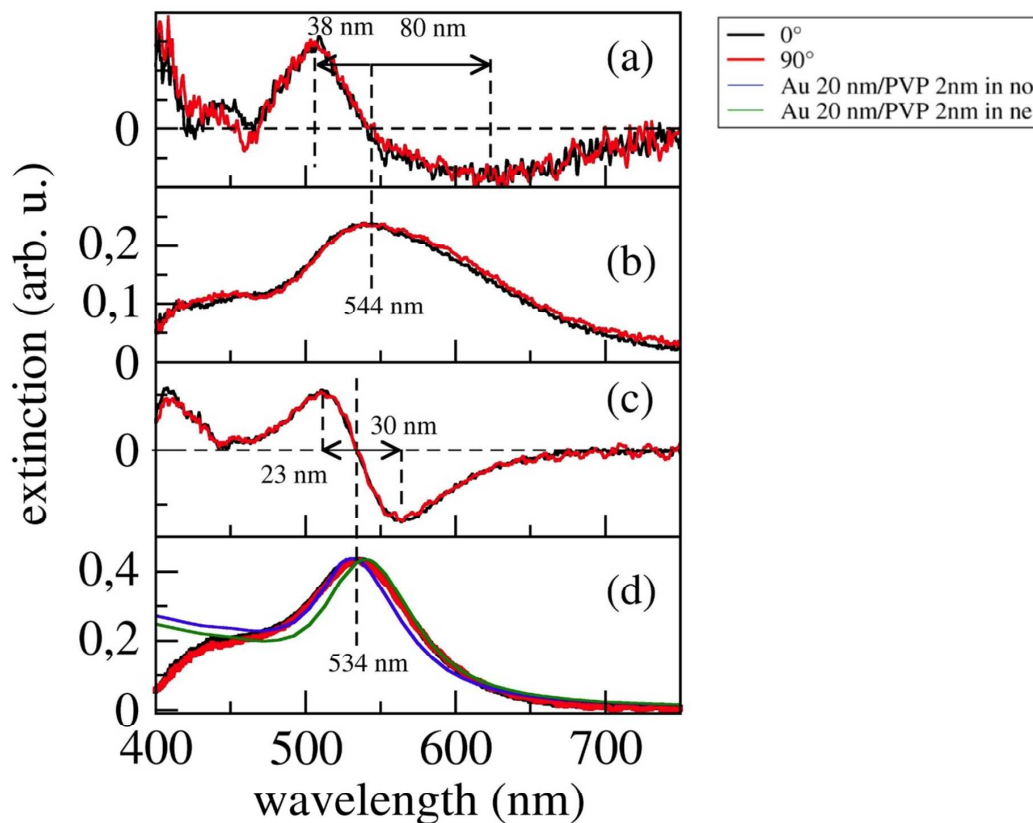 38 nm 80 nm
(a)
0
0°
90°
Au 20 nm/PVP 2nm in no
Au 20 nm/PVP 2nm in ne
extinction (arb. u.)
0,2
(b)
0,1
544 nm
0
(c)
30 nm
0
23 nm
0,4
(d)
0,2
534 nm
0
400 500 600 700
wavelength (nm)